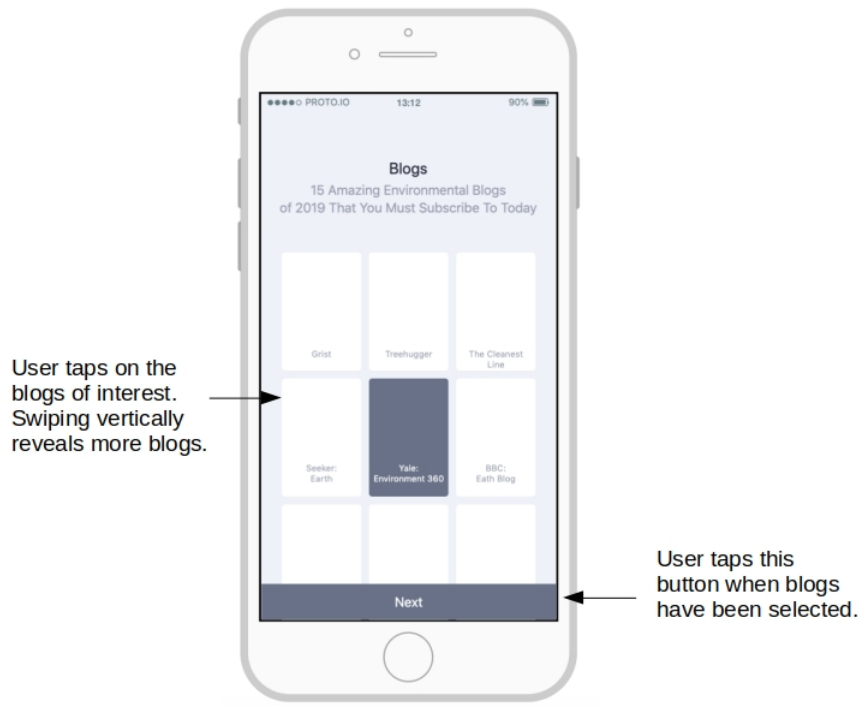 PROTO.IO 13:12 90%
Blogs
15 Amazing Environmental Blogs
of 2019 That You Must Subscribe To Today
Grist Treehugger The Cleanest
Line
User taps on the
blogs of interest.
Swiping vertically
reveals more blogs.
Seeker: Yale: BBC:
Earth Environment 360 Eath Blog
User taps this
button when blogs
have been selected.
Next